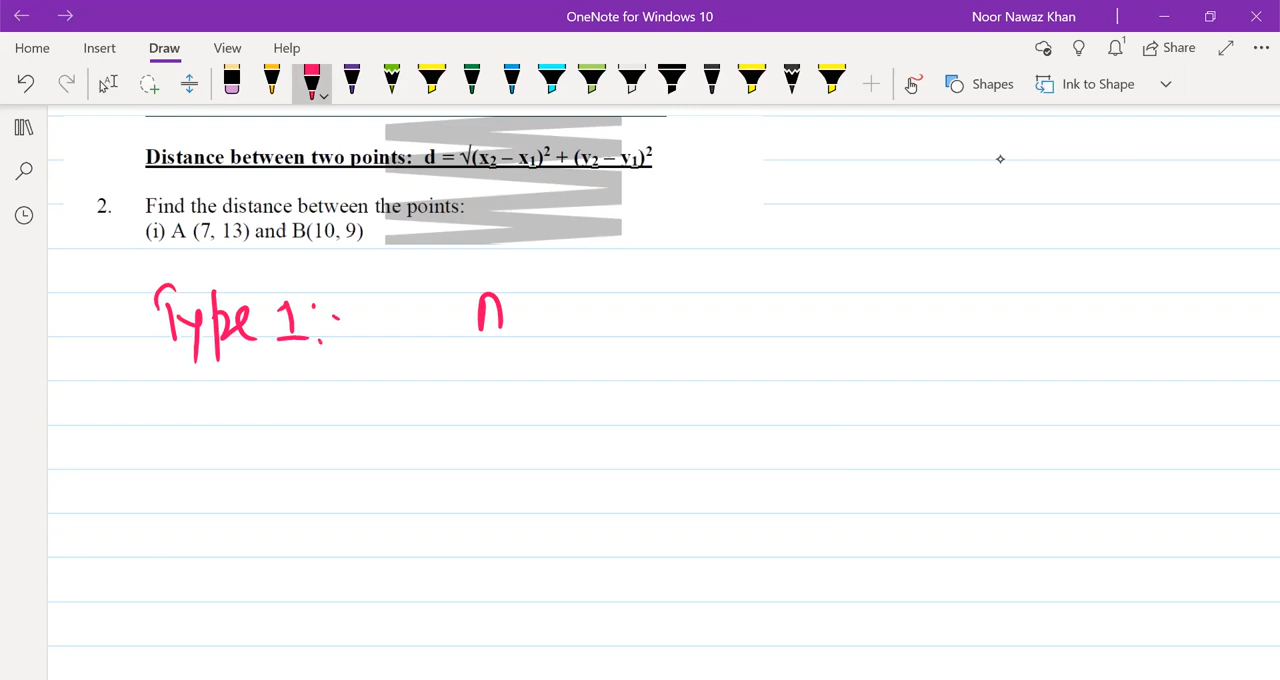 OneNote for Windows 10
Noor Nawaz Khan
Home Insert Draw View Help
1
Share
Shapes
Ink to Shape
Distance between two points: d = √(x₂ – x₁)² + (y₂ – y₁)²
2. Find the distance between the points:
(i) A (7, 13) and B(10, 9)
Type 1:-